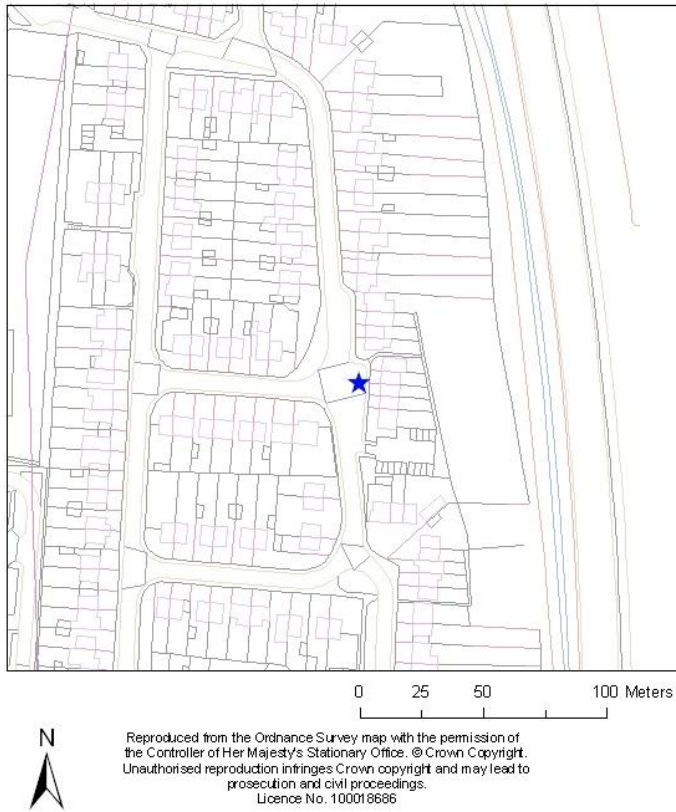 0 25 50 100 Meters
N
Reproduced from the Ordnance Survey map with the permission of
the Controller of Her Majesty's Stationary Office. © Crown Copyright.
Unauthorised reproduction infringes Crown copyright and may lead to
prosecution and civil proceedings.
Licence No. 100018686